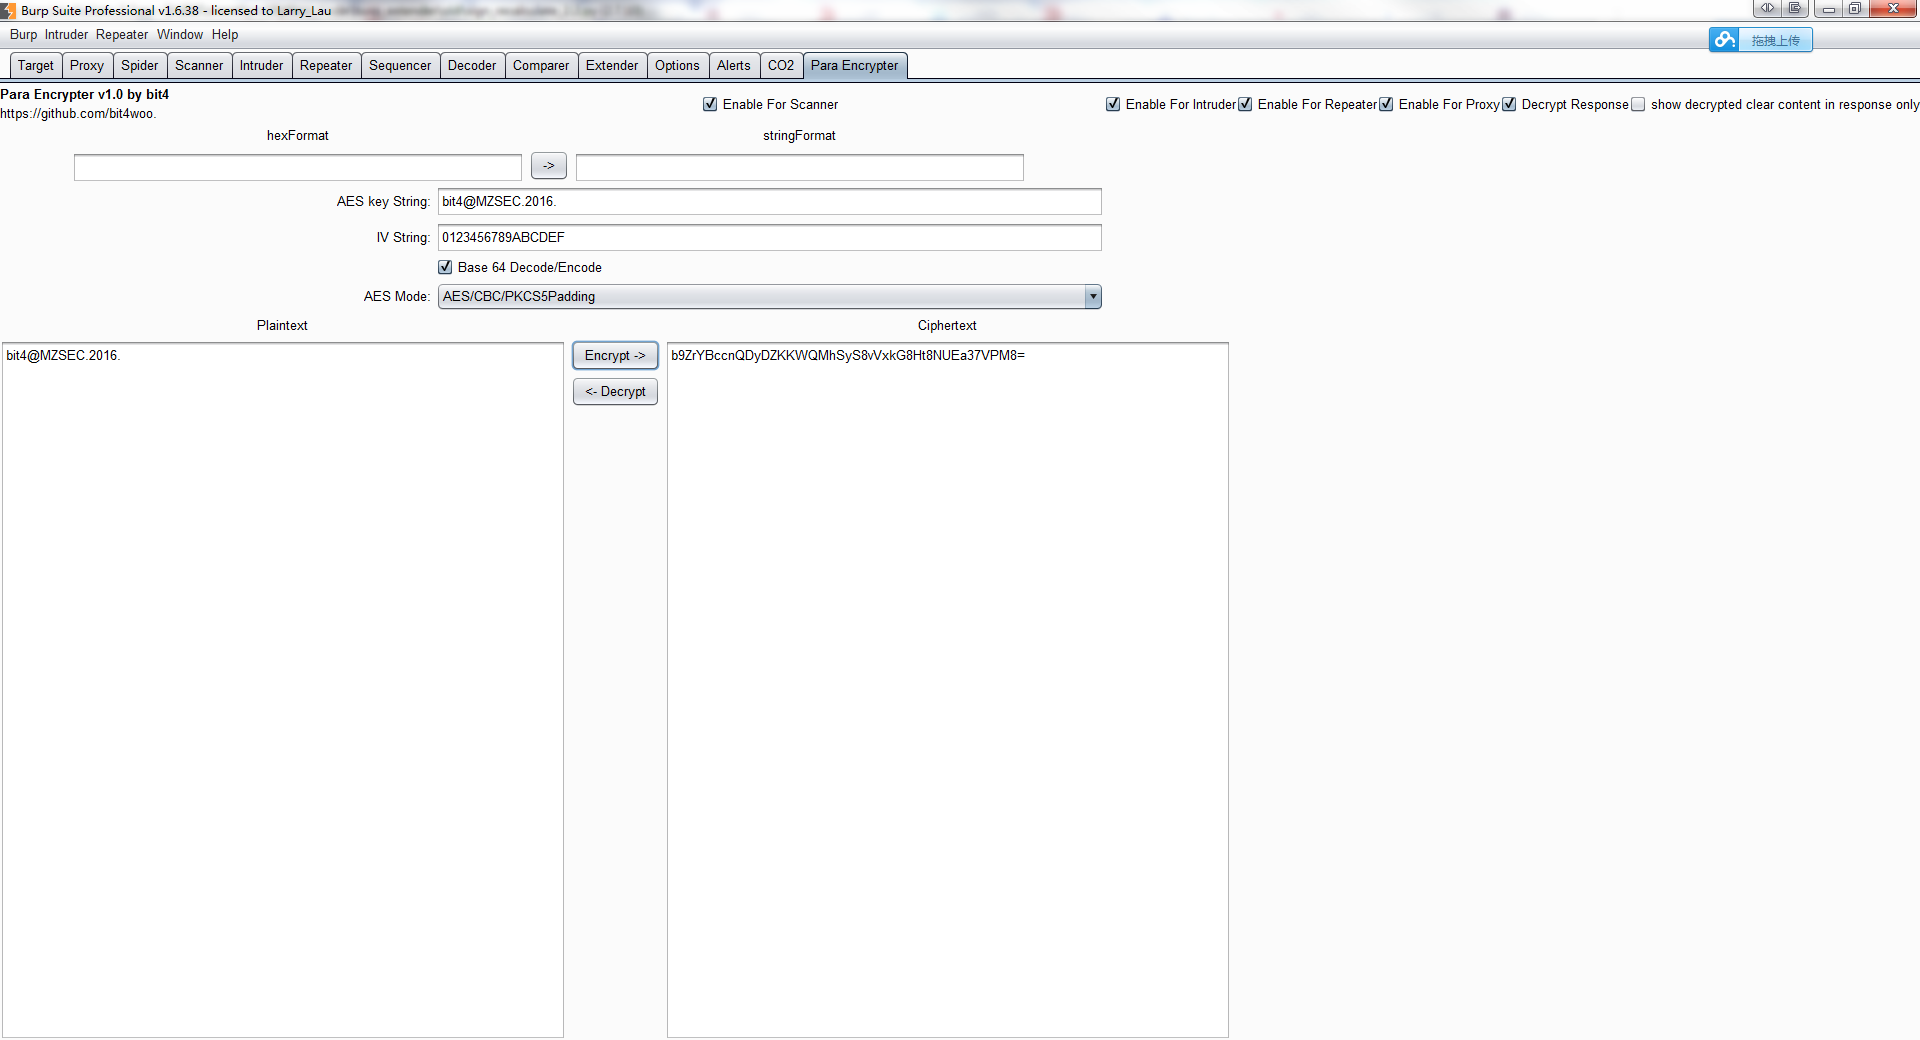 Burp Suite Professional v1.6.38 - licensed to Larry_Lau
Burp Intruder Repeater Window Help
拖拽上传
Target Proxy Spider Scanner Intruder Repeater Sequencer Decoder Comparer Extender Options Alerts CO2 Para Encrypter
Para Encrypter v1.0 by bit4
https://github.com/bit4woo.
Enable For Scanner Enable For Intruder Enable For Repeater Enable For Proxy Decrypt Response show decrypted clear content in response only
hexFormat stringFormat
->
AES key String: bit4@MZSEC.2016.
IV String: 0123456789ABCDEF
Base 64 Decode/Encode
AES Mode: AES/CBC/PKCS5Padding
Plaintext Ciphertext
bit4@MZSEC.2016. Encrypt -> b9ZrYBccnQDyDZKKWQMhSyS8vVxkG8Ht8NUEa37VPM8=
<- Decrypt